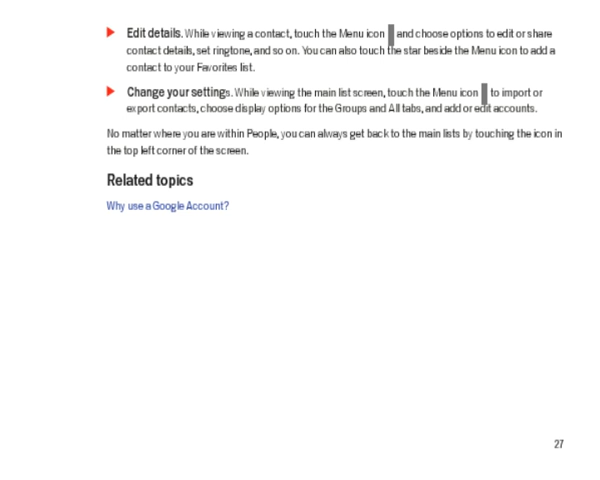 Edit details. While viewing a contact, touch the Menu icon and choose options to edit or share
contact details, set ringtone, and so on. You can also touch the star beside the Menu icon to add a
contact to your Favorites list.
Change your settings. While viewing the main list screen, touch the Menu icon to import or
export contacts, choose display options for the Groups and All tabs, and add or edit accounts.
No matter where you are within People, you can always get back to the main lists by touching the icon in
the top left corner of the screen.
Related topics
Why use a Google Account?
27